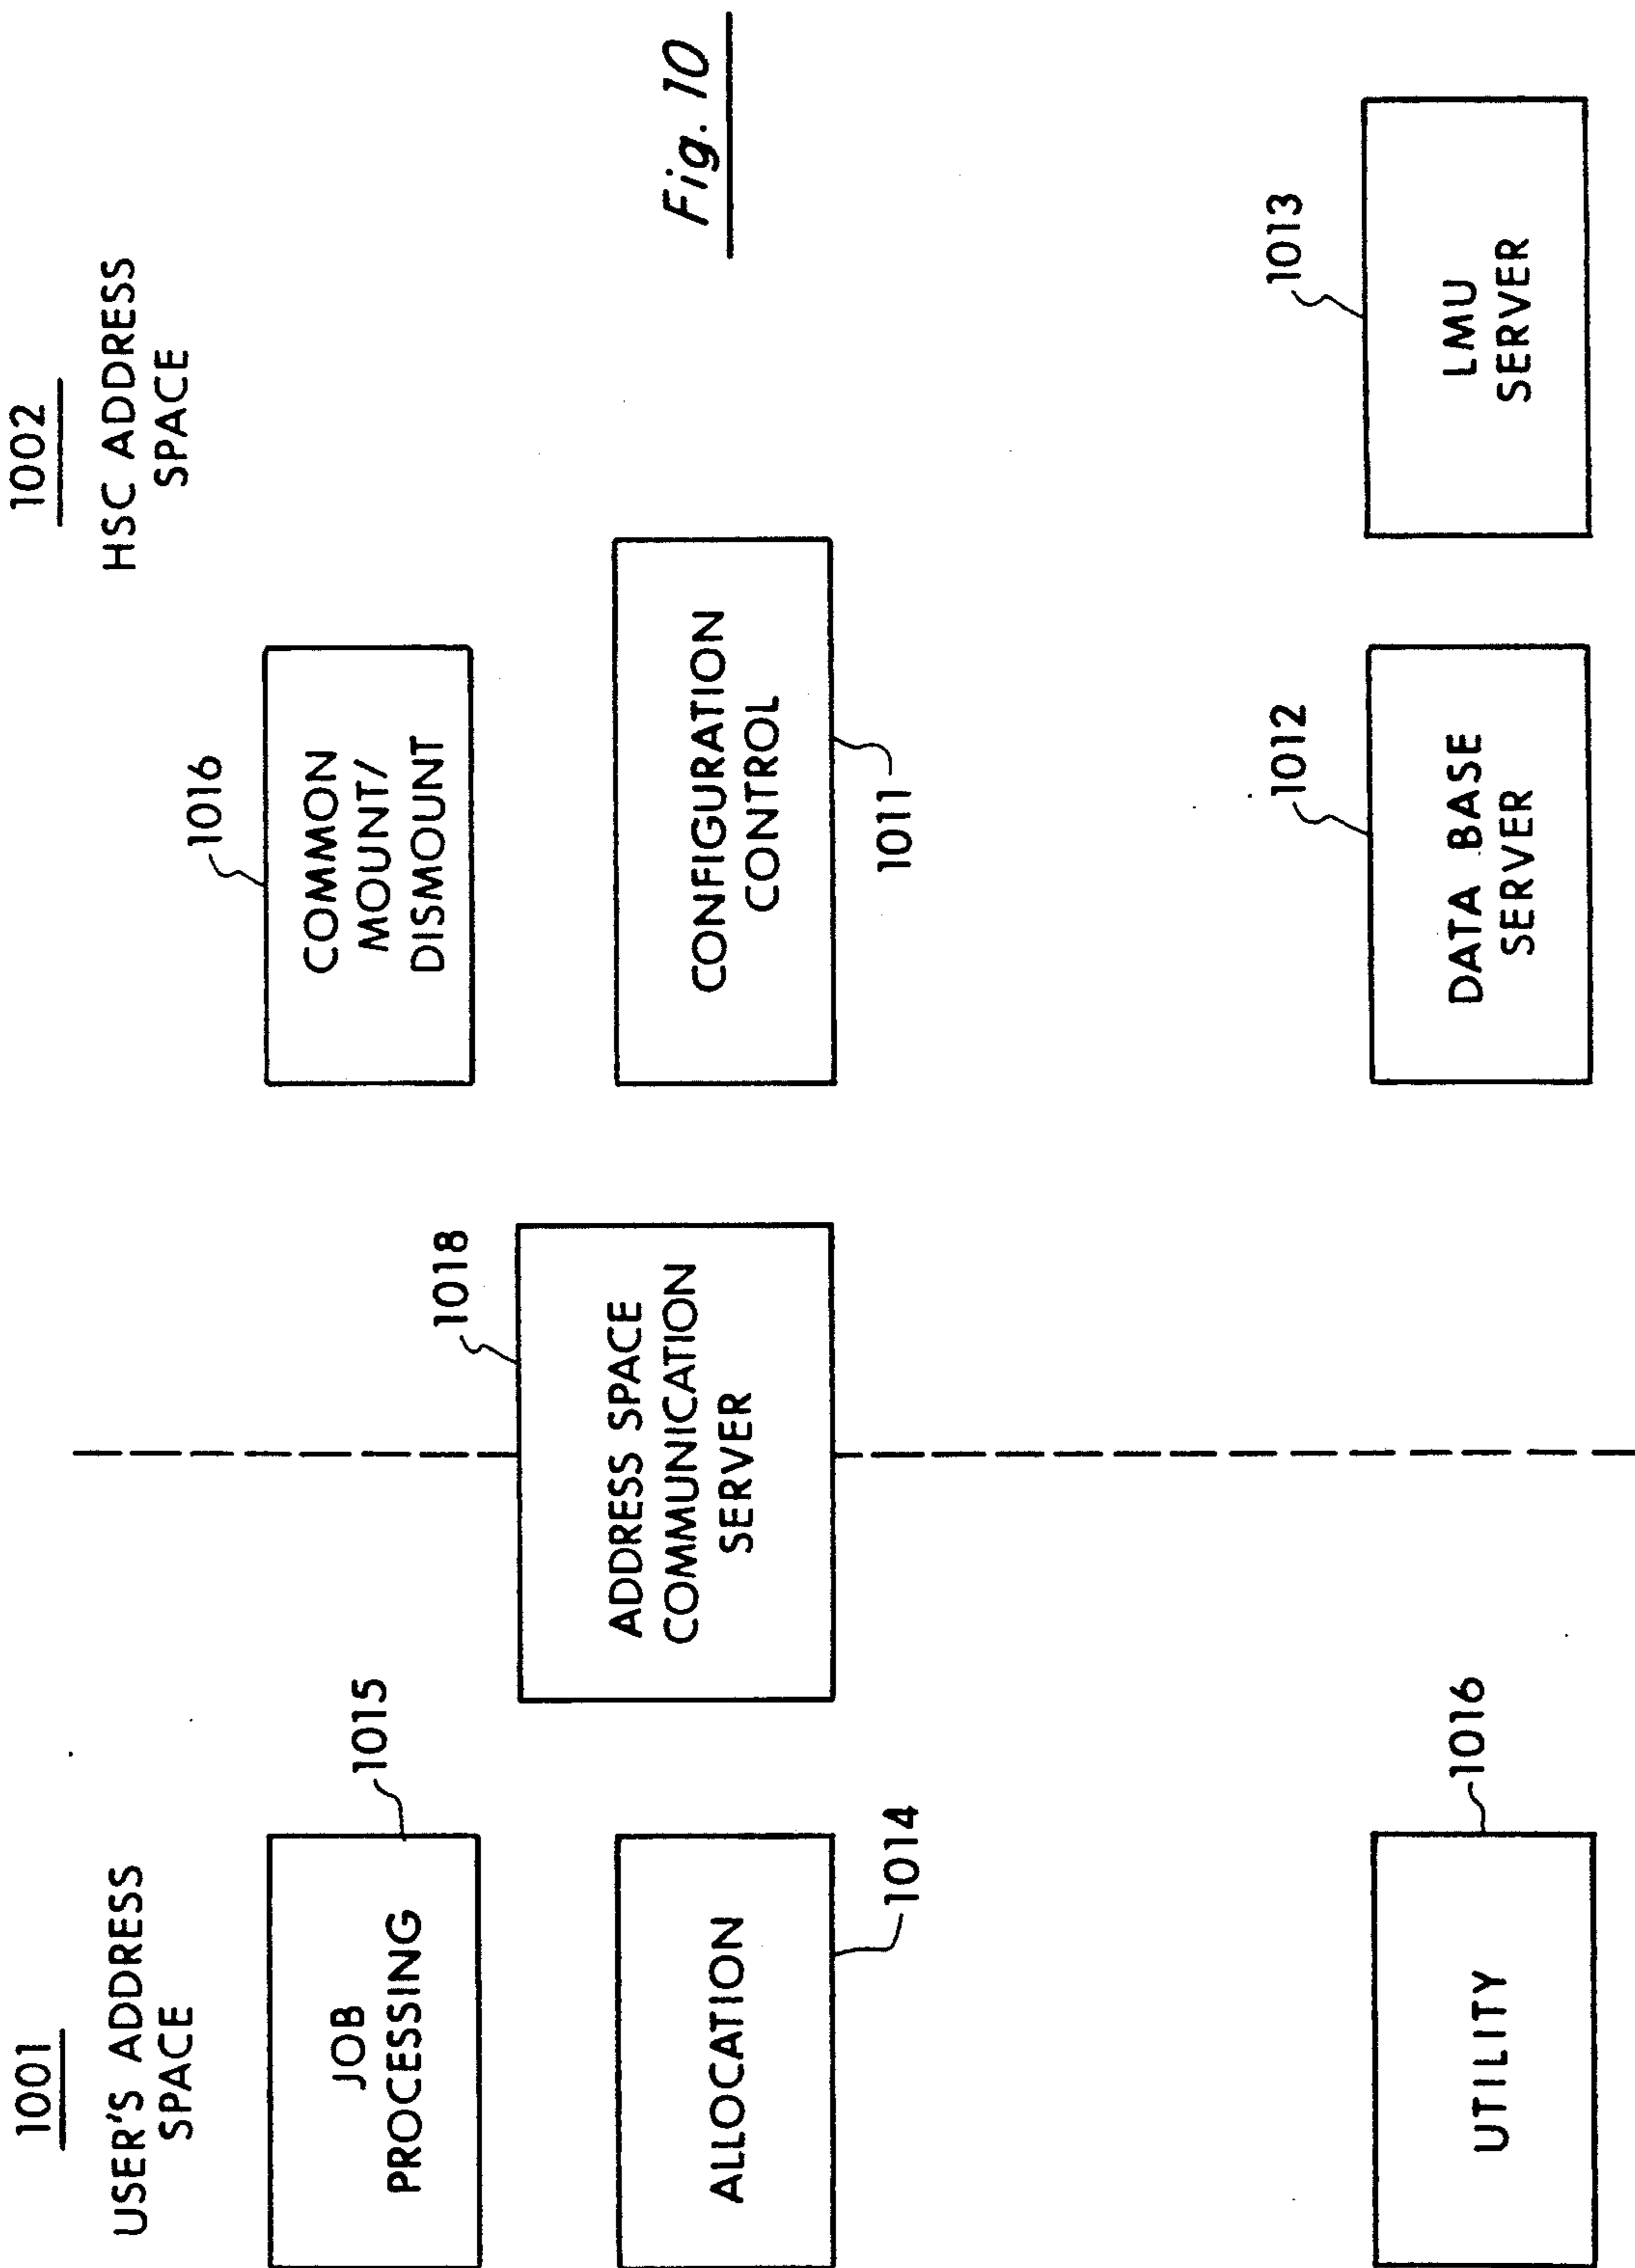 1001
USER'S ADDRESS
SPACE
1002
HSC ADDRESS
SPACE
1015
JOB
PROCESSING
1016
COMMON
MOUNT/
DISMOUNT
1018
ADDRESS SPACE
COMMUNICATION
SERVER
ALLOCATION
1014
CONFIGURATION
CONTROL
1011
Fig. 10
1016
UTILITY
1012
DATA BASE
SERVER
1013
LMU
SERVER